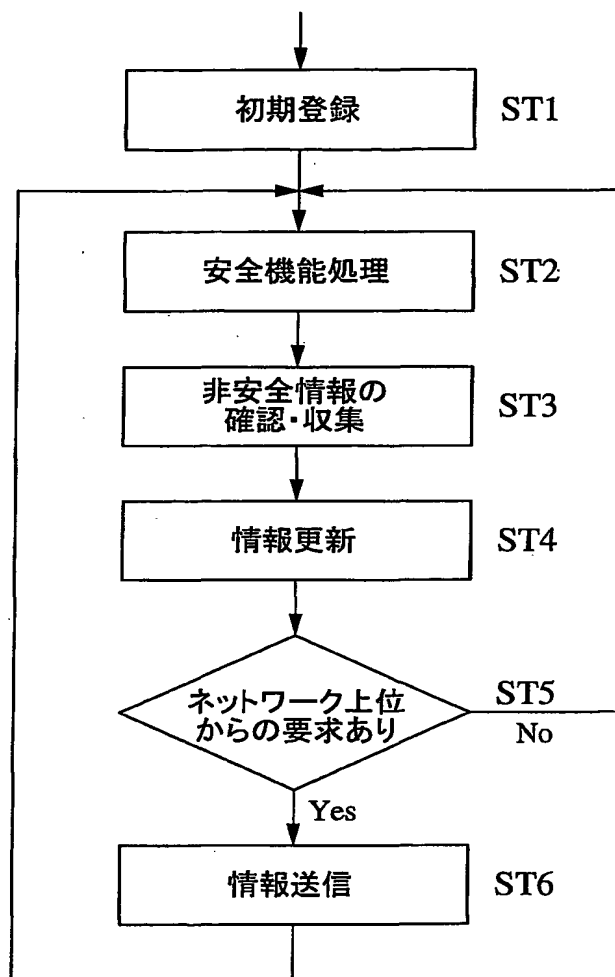 初期登録
ST1
安全機能処理
ST2
非安全情報の
確認・収集
ST3
情報更新
ST4
ネットワーク上位
からの要求あり
ST5
No
Yes
情報送信
ST6